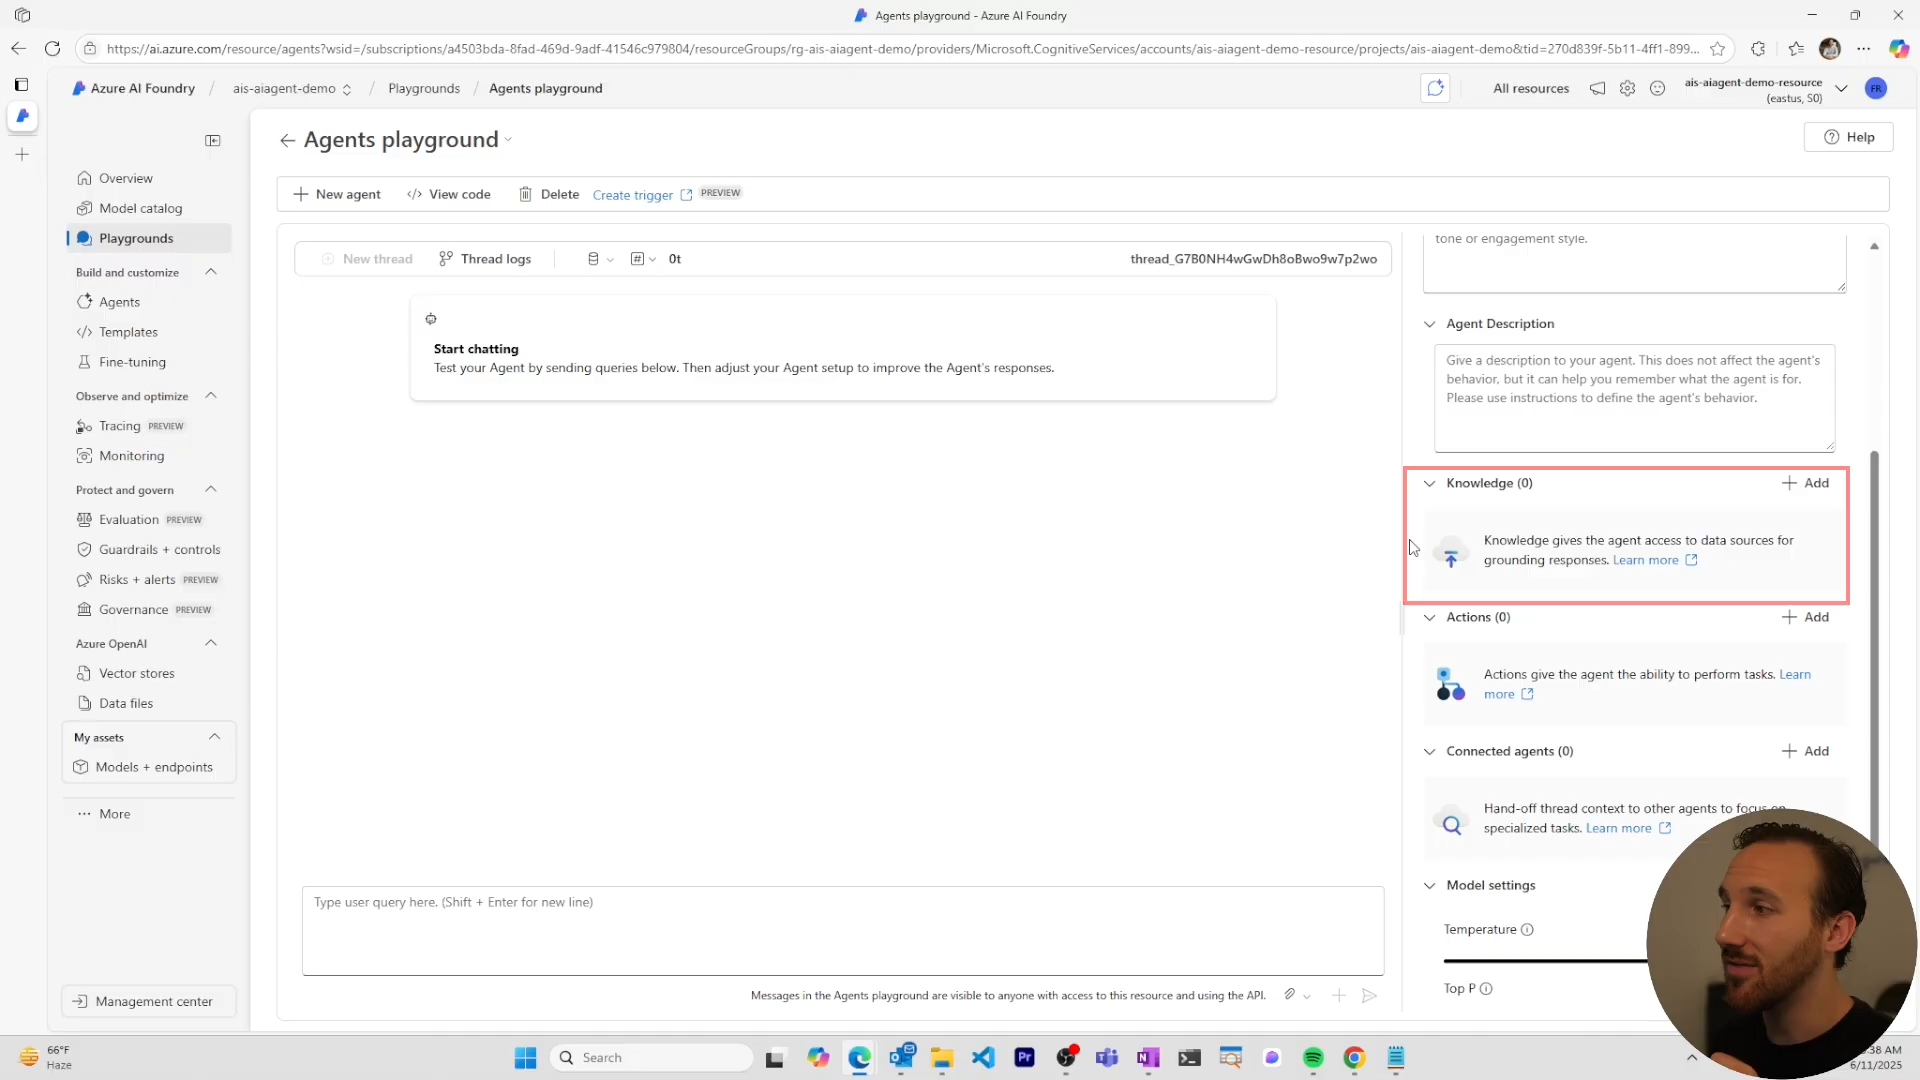 Agents playground - Azure AI Foundry
https://ai.azure.com/resource/agents?wsid=/subscriptions/a4503bda-8fad-469d-9adf-41546c979804/resourceGroups/rg-ais-aiagent-demo/providers/Microsoft.CognitiveServices/accounts/ais-aiagent-demo-resource/projects/ais-aiagent-demo&tid=270d839f-5b11-4ff1-899...
Azure AI Foundry / ais-aiagent-demo / Playgrounds / Agents playground
All resources
ais-aiagent-demo-resource
(eastus, S0)
FR
Agents playground
Help
New agent
View code
Delete
Create trigger
PREVIEW
Overview
Model catalog
Playgrounds
Build and customize
Agents
Templates
Fine-tuning
Observe and optimize
Tracing PREVIEW
Monitoring
Protect and govern
Evaluation PREVIEW
Guardrails + controls
Risks + alerts PREVIEW
Governance PREVIEW
Azure OpenAI
Vector stores
Data files
My assets
Models + endpoints
More
Management center
New thread
Thread logs
0t
thread_G7B0NH4wGwDh8oBwo9w7p2wo
Start chatting
Test your Agent by sending queries below. Then adjust your Agent setup to improve the Agent's responses.
Type user query here. (Shift + Enter for new line)
Messages in the Agents playground are visible to anyone with access to this resource and using the API.
tone or engagement style.
Agent Description
Give a description to your agent. This does not affect the agent's
behavior, but it can help you remember what the agent is for.
Please use instructions to define the agent's behavior.
Knowledge (0)
Add
Knowledge gives the agent access to data sources for
grounding responses. Learn more
Actions (0)
Add
Actions give the agent the ability to perform tasks. Learn
more
Connected agents (0)
Add
Hand-off thread context to other agents to focus on
specialized tasks. Learn more
Model settings
Temperature
Top P
66°F
Haze
Search
:38 AM
6/11/2025